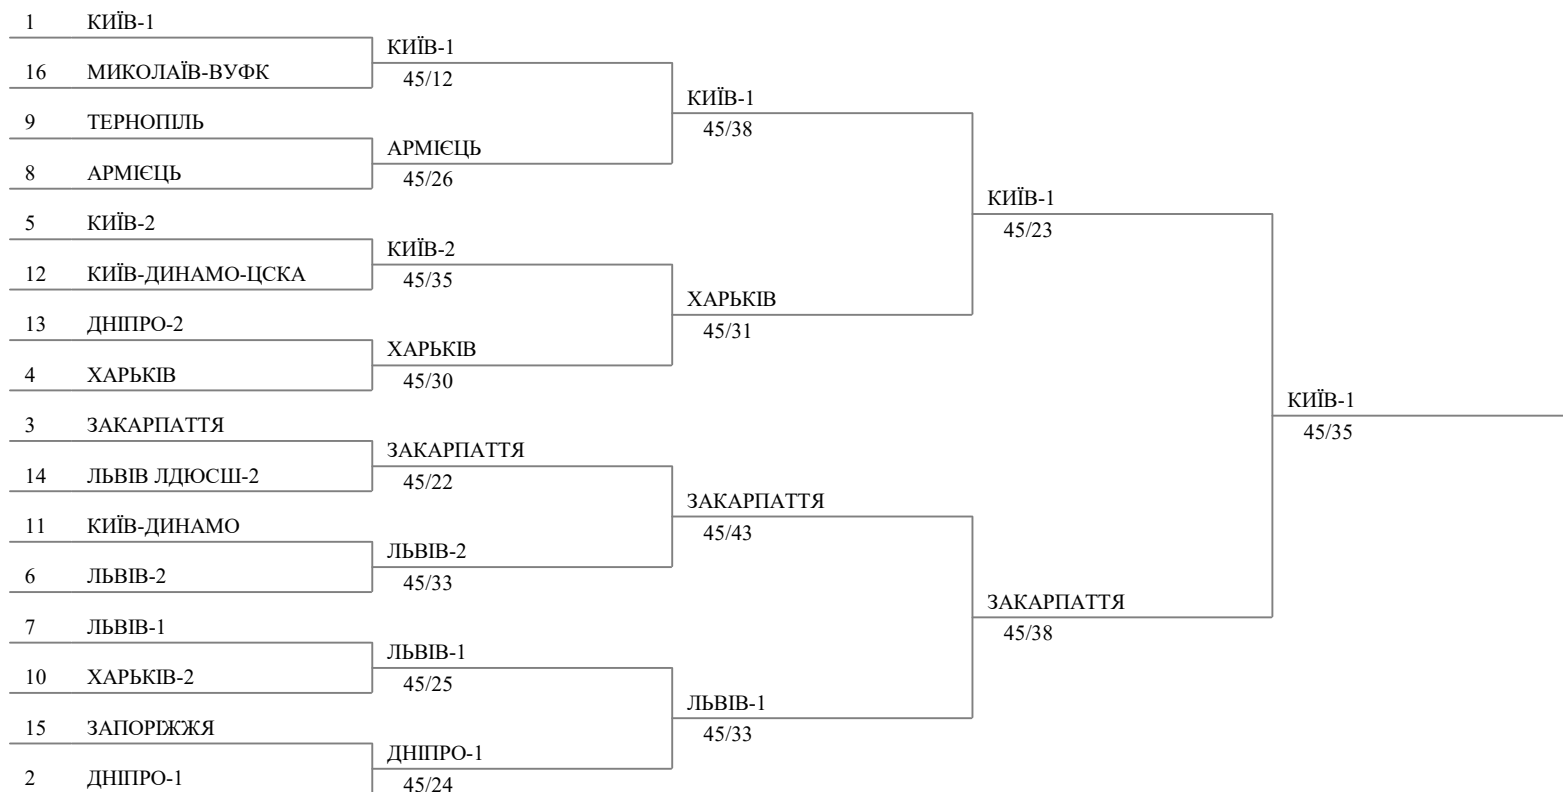 1 КИЇВ-1
КИЇВ-1
16 МИКОЛАЇВ-ВУФК
45/12
КИЇВ-1
9 ТЕРНОПІЛЬ
45/38
АРМІЄЦЬ
8 АРМІЄЦЬ
45/26
КИЇВ-1
5 КИЇВ-2
45/23
КИЇВ-2
12 КИЇВ-ДИНАМО-ЦСКА
45/35
ХАРЬКІВ
13 ДНІПРО-2
45/31
ХАРЬКІВ
4 ХАРЬКІВ
45/30
КИЇВ-1
3 ЗАКАРПАТТЯ
45/35
ЗАКАРПАТТЯ
14 ЛЬВІВ ЛДЮСШ-2
45/22
ЗАКАРПАТТЯ
11 КИЇВ-ДИНАМО
45/43
ЛЬВІВ-2
6 ЛЬВІВ-2
45/33
ЗАКАРПАТТЯ
7 ЛЬВІВ-1
45/38
ЛЬВІВ-1
10 ХАРЬКІВ-2
45/25
ЛЬВІВ-1
15 ЗАПОРІЖЖЯ
45/33
ДНІПРО-1
2 ДНІПРО-1
45/24